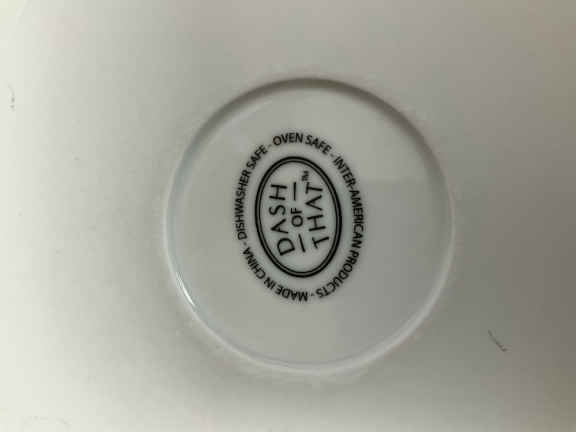 DASH
OF
THAT™
DISHWASHER SAFE - OVEN SAFE - INTER-AMERICAN PRODUCTS - MADE IN CHINA -